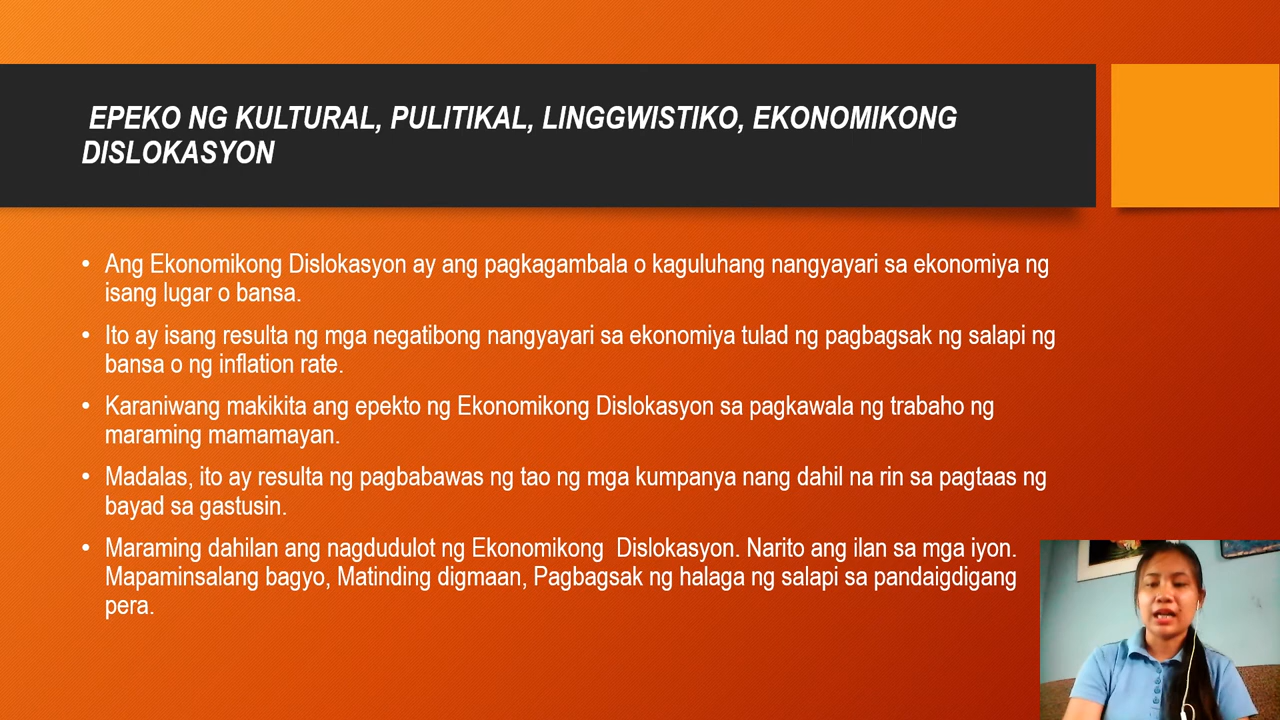 EPEKO NG KULTURAL, PULITIKAL, LINGGWISTIKO, EKONOMIKONG
DISLOKASYON
• Ang Ekonomikong Dislokasyon ay ang pagkagambala o kaguluhang nangyayari sa ekonomiya ng
isang lugar o bansa.
• Ito ay isang resulta ng mga negatibong nangyayari sa ekonomiya tulad ng pagbagsak ng salapi ng
bansa o ng inflation rate.
• Karaniwang makikita ang epekto ng Ekonomikong Dislokasyon sa pagkawala ng trabaho ng
maraming mamamayan.
• Madalas, ito ay resulta ng pagbabawas ng tao ng mga kumpanya nang dahil na rin sa pagtaas ng
bayad sa gastusin.
• Maraming dahilan ang nagdudulot ng Ekonomikong  Dislokasyon. Narito ang ilan sa mga iyon.
Mapaminsalang bagyo, Matinding digmaan, Pagbagsak ng halaga ng salapi sa pandaigdigang
pera.